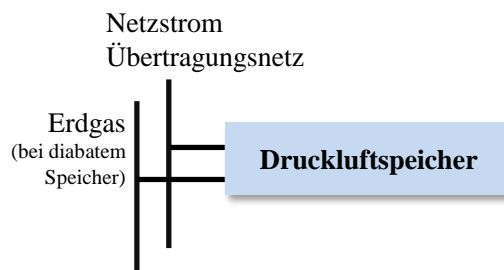 Netzstrom
Übertragungsnetz
Erdgas
(bei diabatem
Speicher)
Druckluftspeicher